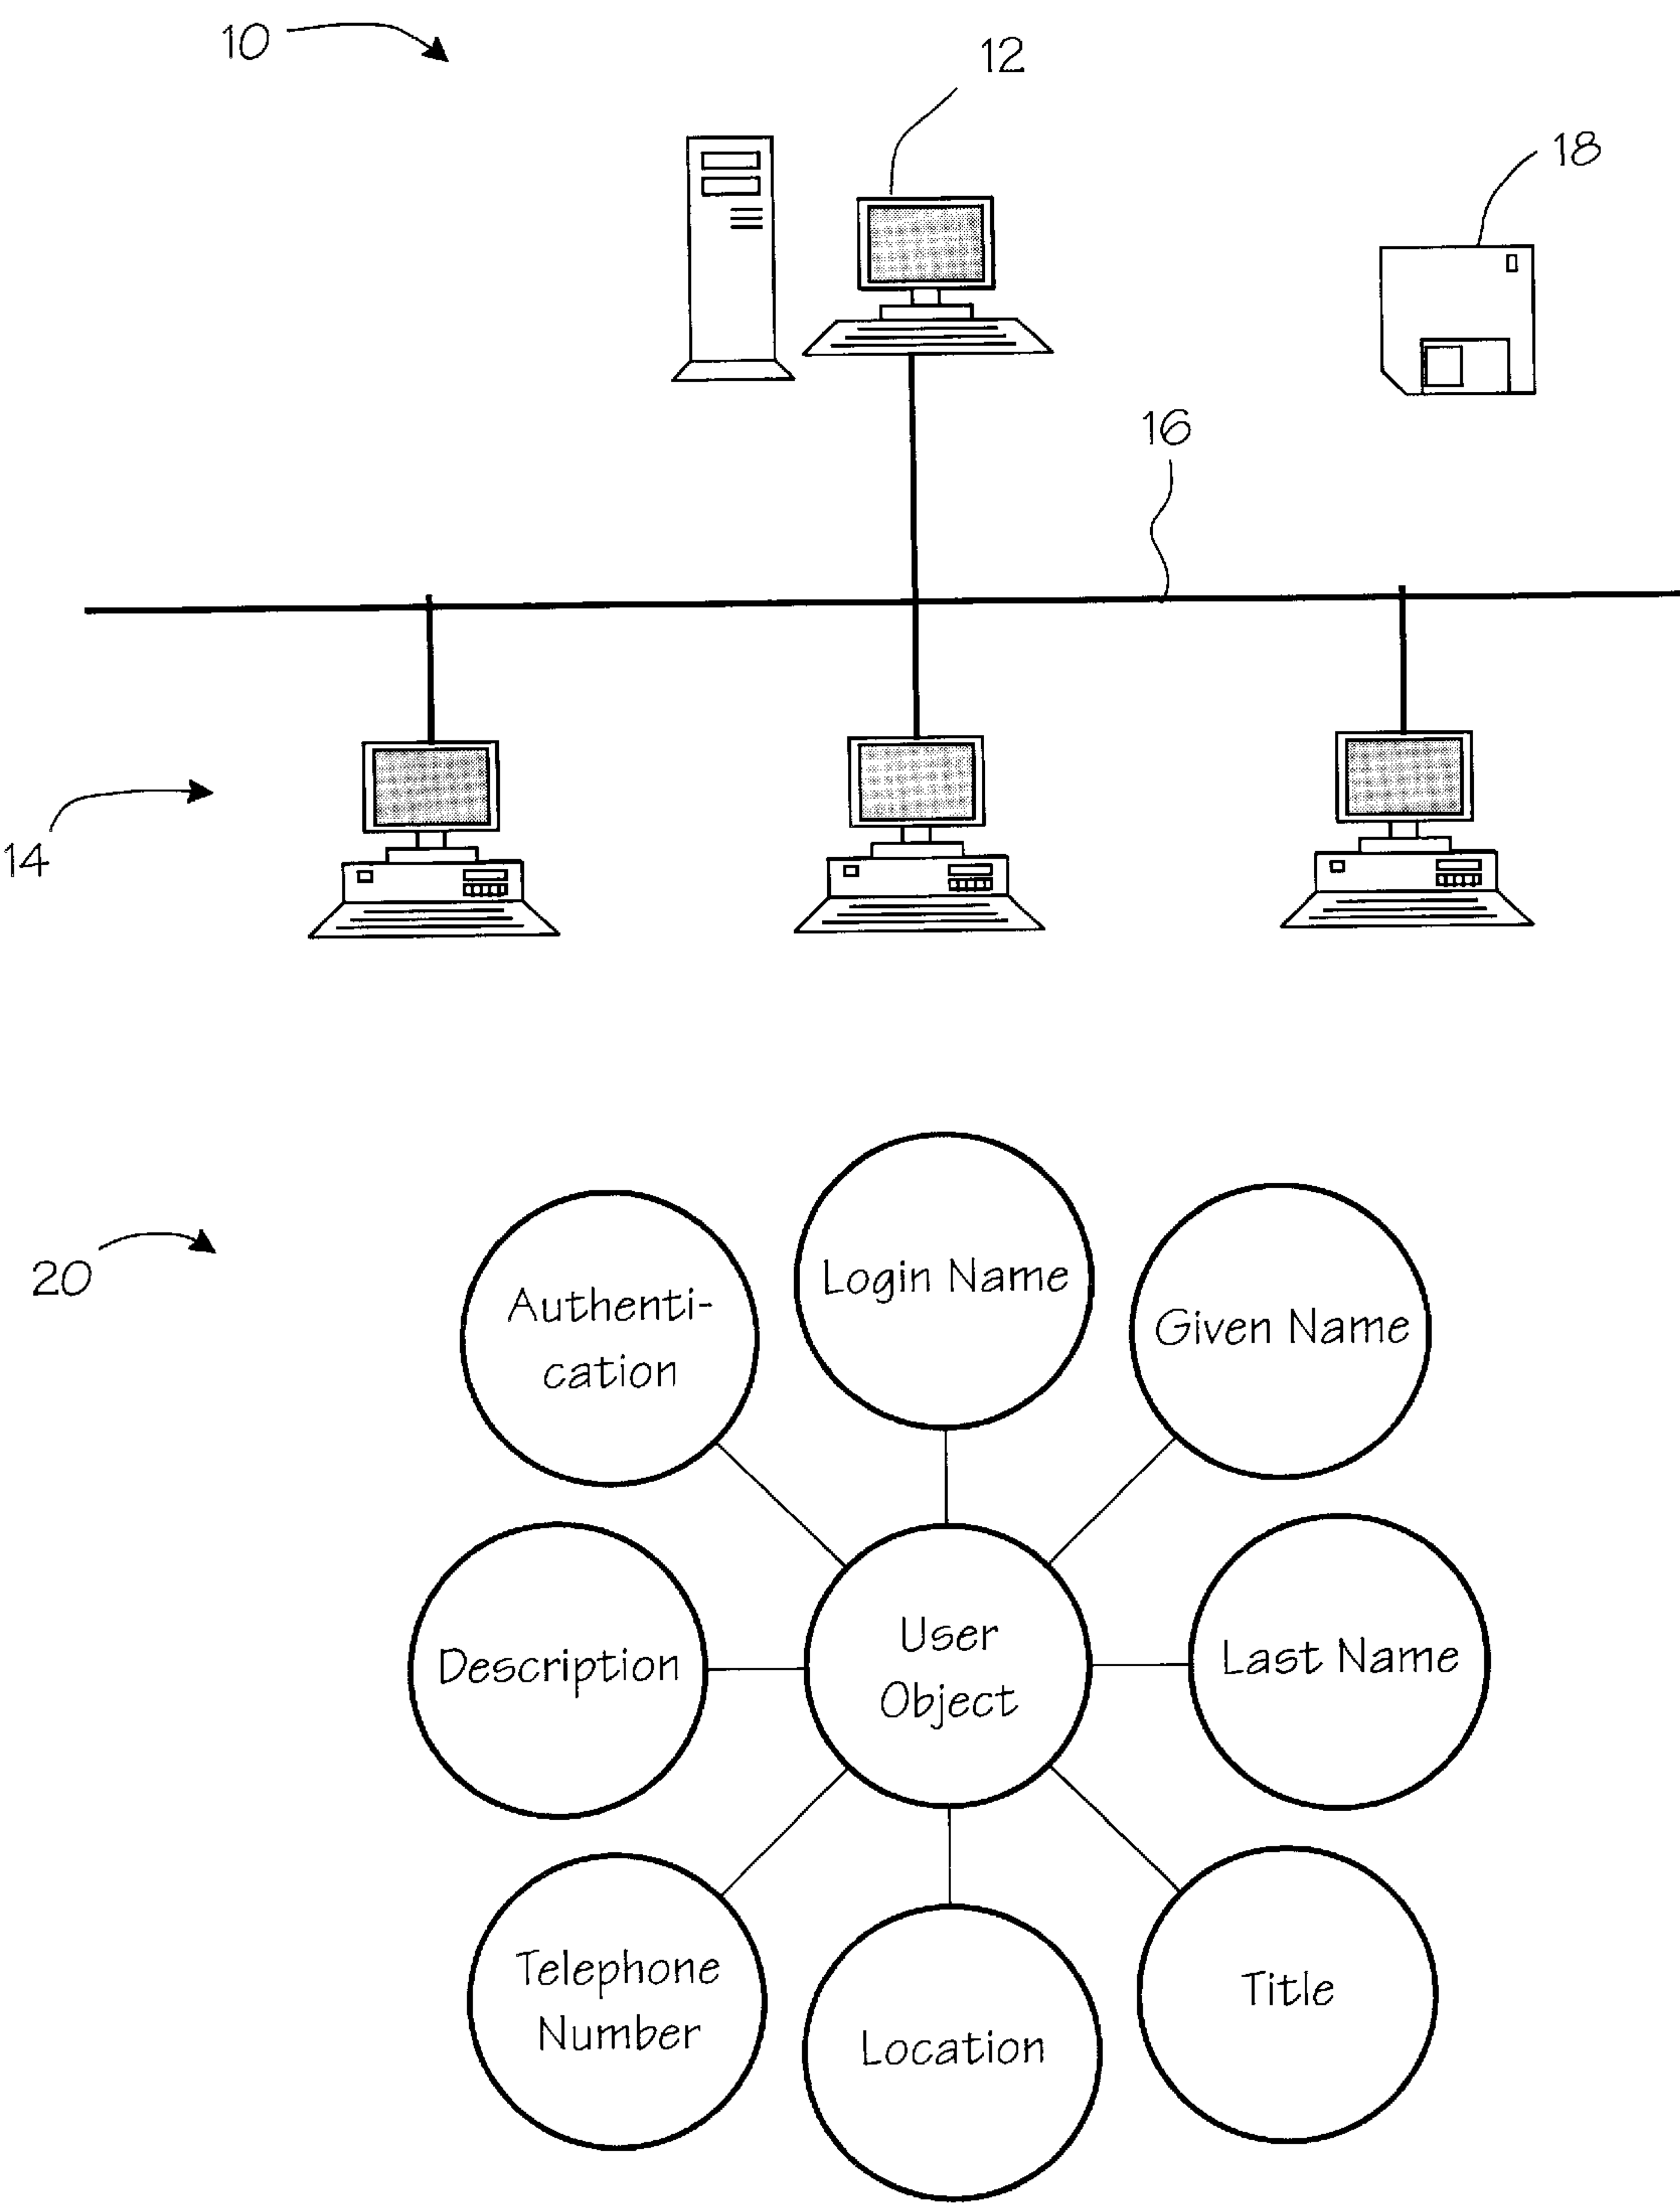 10
12
18
16
14
20
Authenti-
cation
Login Name
Given Name
Description
User
Object
Last Name
Telephone
Number
Location
Title